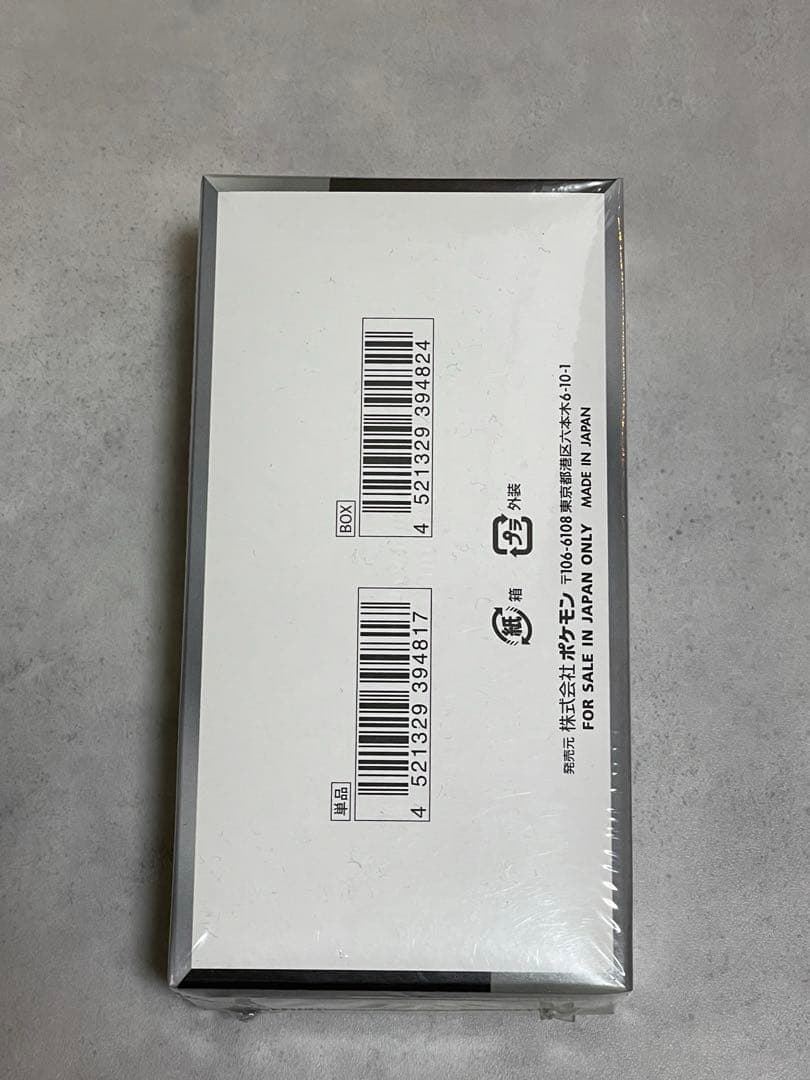 単品
4 521329 394817
BOX
4 521329 394824
紙 箱
プラ 外装
発売元 株式会社 ポケモン 〒106-6108 東京都港区六本木6-10-1
FOR SALE IN JAPAN ONLY MADE IN JAPAN